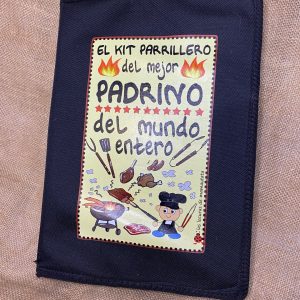 EL KIT PARRILLERO
del mejor
PADRINO
del mundo
entero